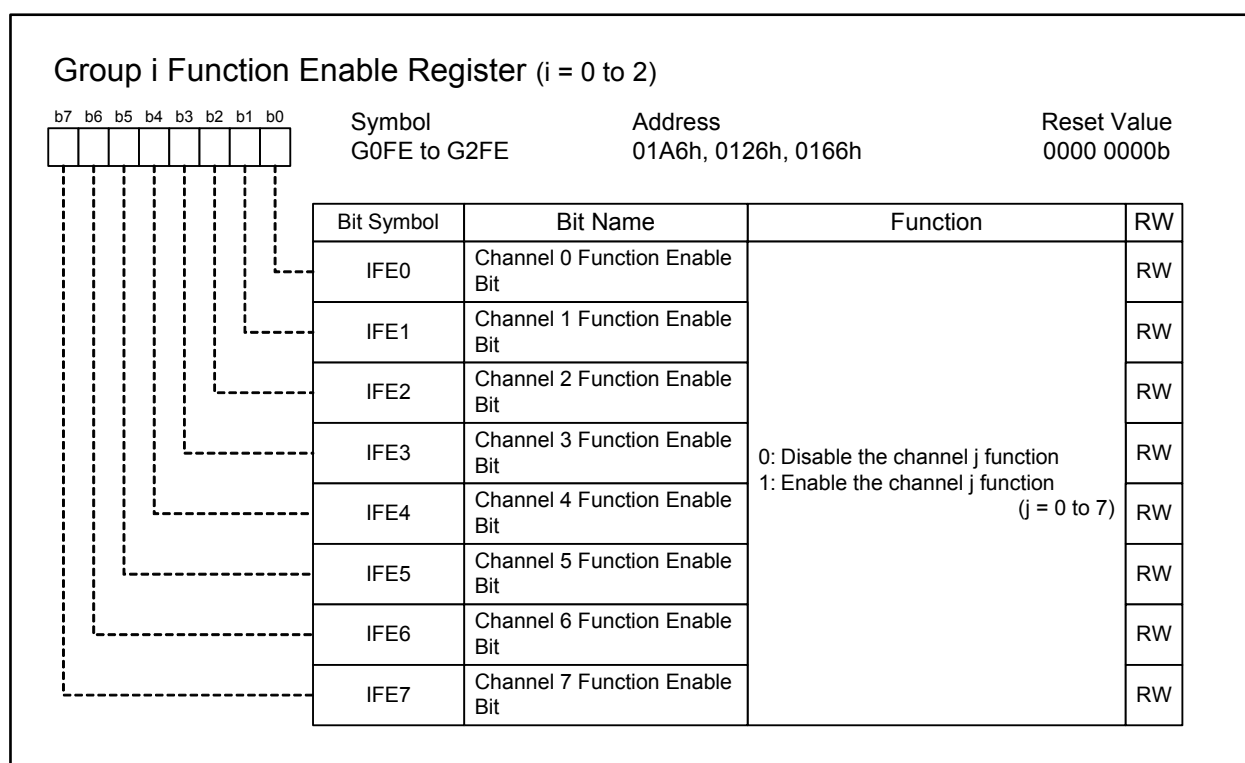 Group i Function Enable Register (i = 0 to 2)
b7 b6 b5 b4 b3 b2 b1 b0
Symbol Address Reset Value
G0FE to G2FE 01A6h, 0126h, 0166h 0000 0000b
Bit Symbol Bit Name Function RW
IFE0 Channel 0 Function Enable Bit RW
IFE1 Channel 1 Function Enable Bit RW
IFE2 Channel 2 Function Enable Bit RW
IFE3 Channel 3 Function Enable Bit RW
0: Disable the channel j function
1: Enable the channel j function
(j = 0 to 7)
IFE4 Channel 4 Function Enable Bit RW
IFE5 Channel 5 Function Enable Bit RW
IFE6 Channel 6 Function Enable Bit RW
IFE7 Channel 7 Function Enable Bit RW